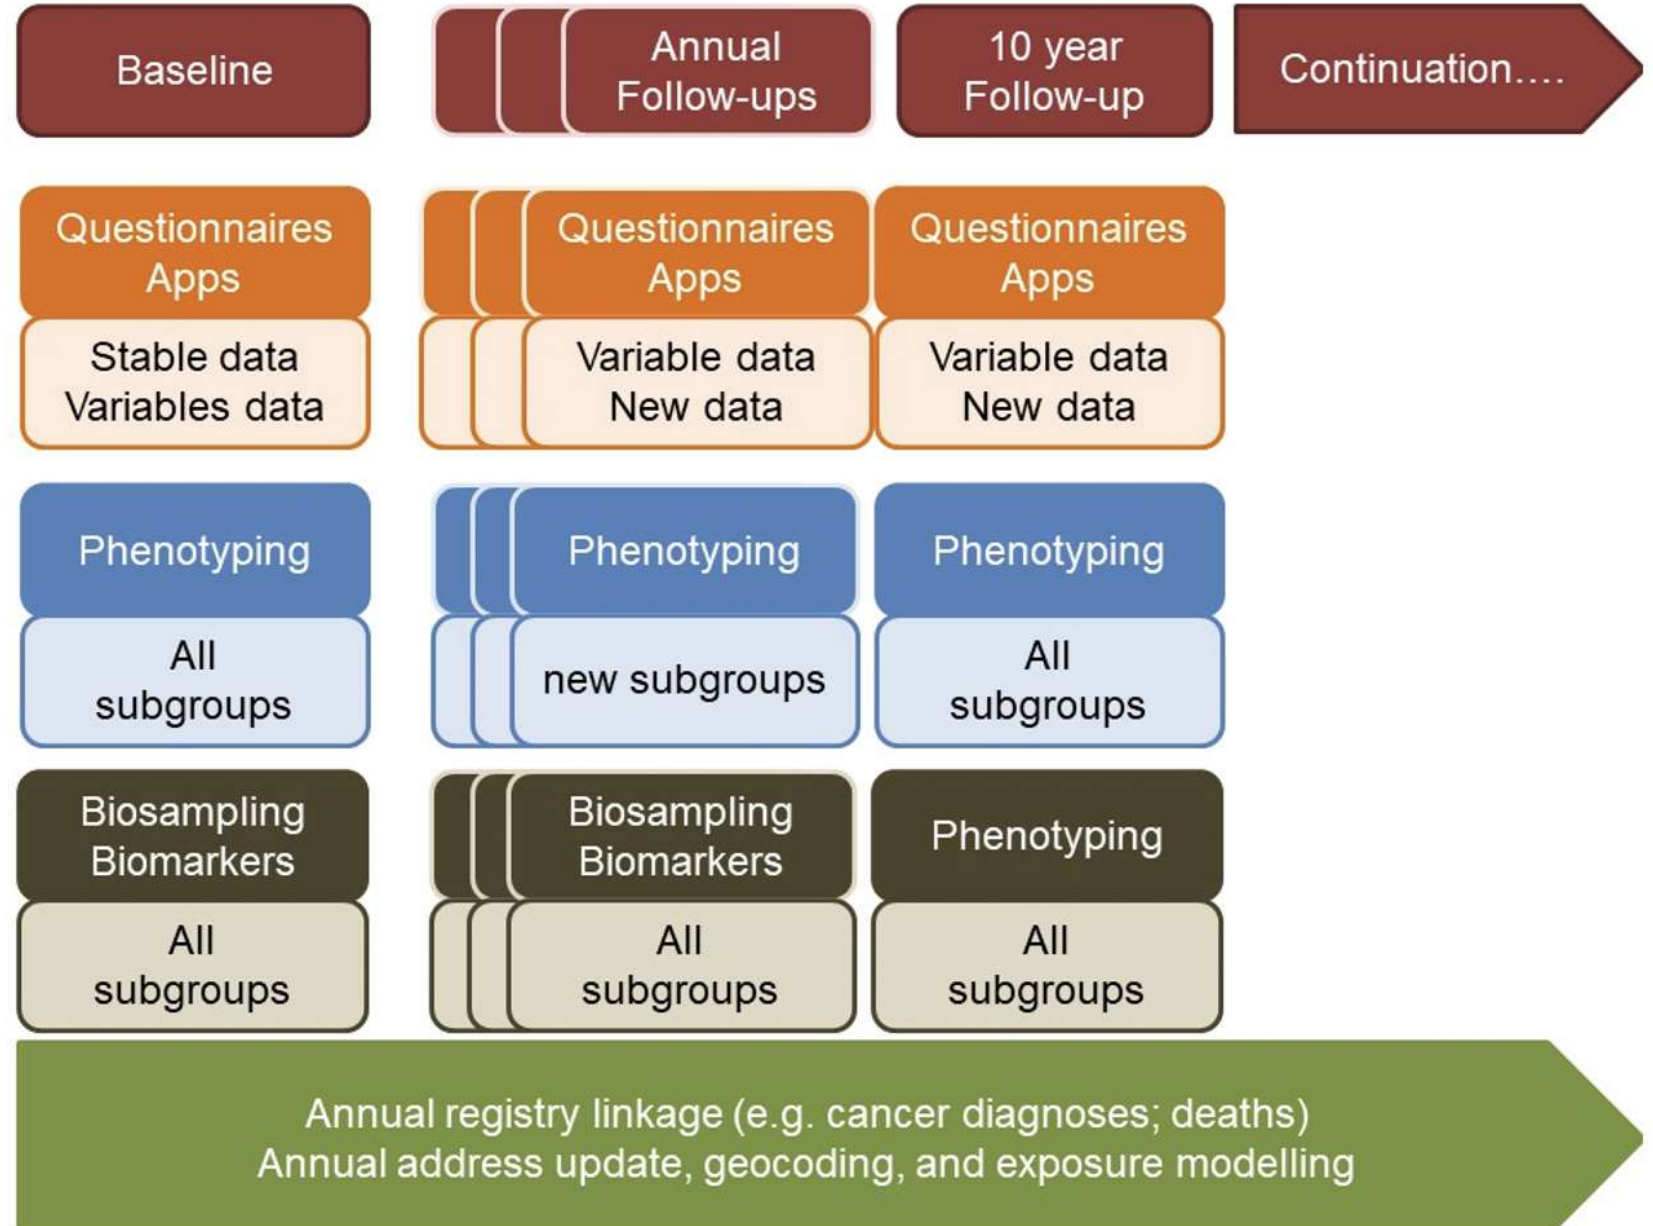 Baseline
Annual
Follow-ups
10 year
Follow-up
Continuation....
Questionnaires
Apps
Questionnaires
Apps
Questionnaires
Apps
Stable data
Variables data
Variable data
New data
Variable data
New data
Phenotyping
Phenotyping
Phenotyping
All
subgroups
new subgroups
All
subgroups
Biosampling
Biomarkers
Biosampling
Biomarkers
Phenotyping
All
subgroups
All
subgroups
All
subgroups
Annual registry linkage (e.g. cancer diagnoses; deaths)
Annual address update, geocoding, and exposure modelling